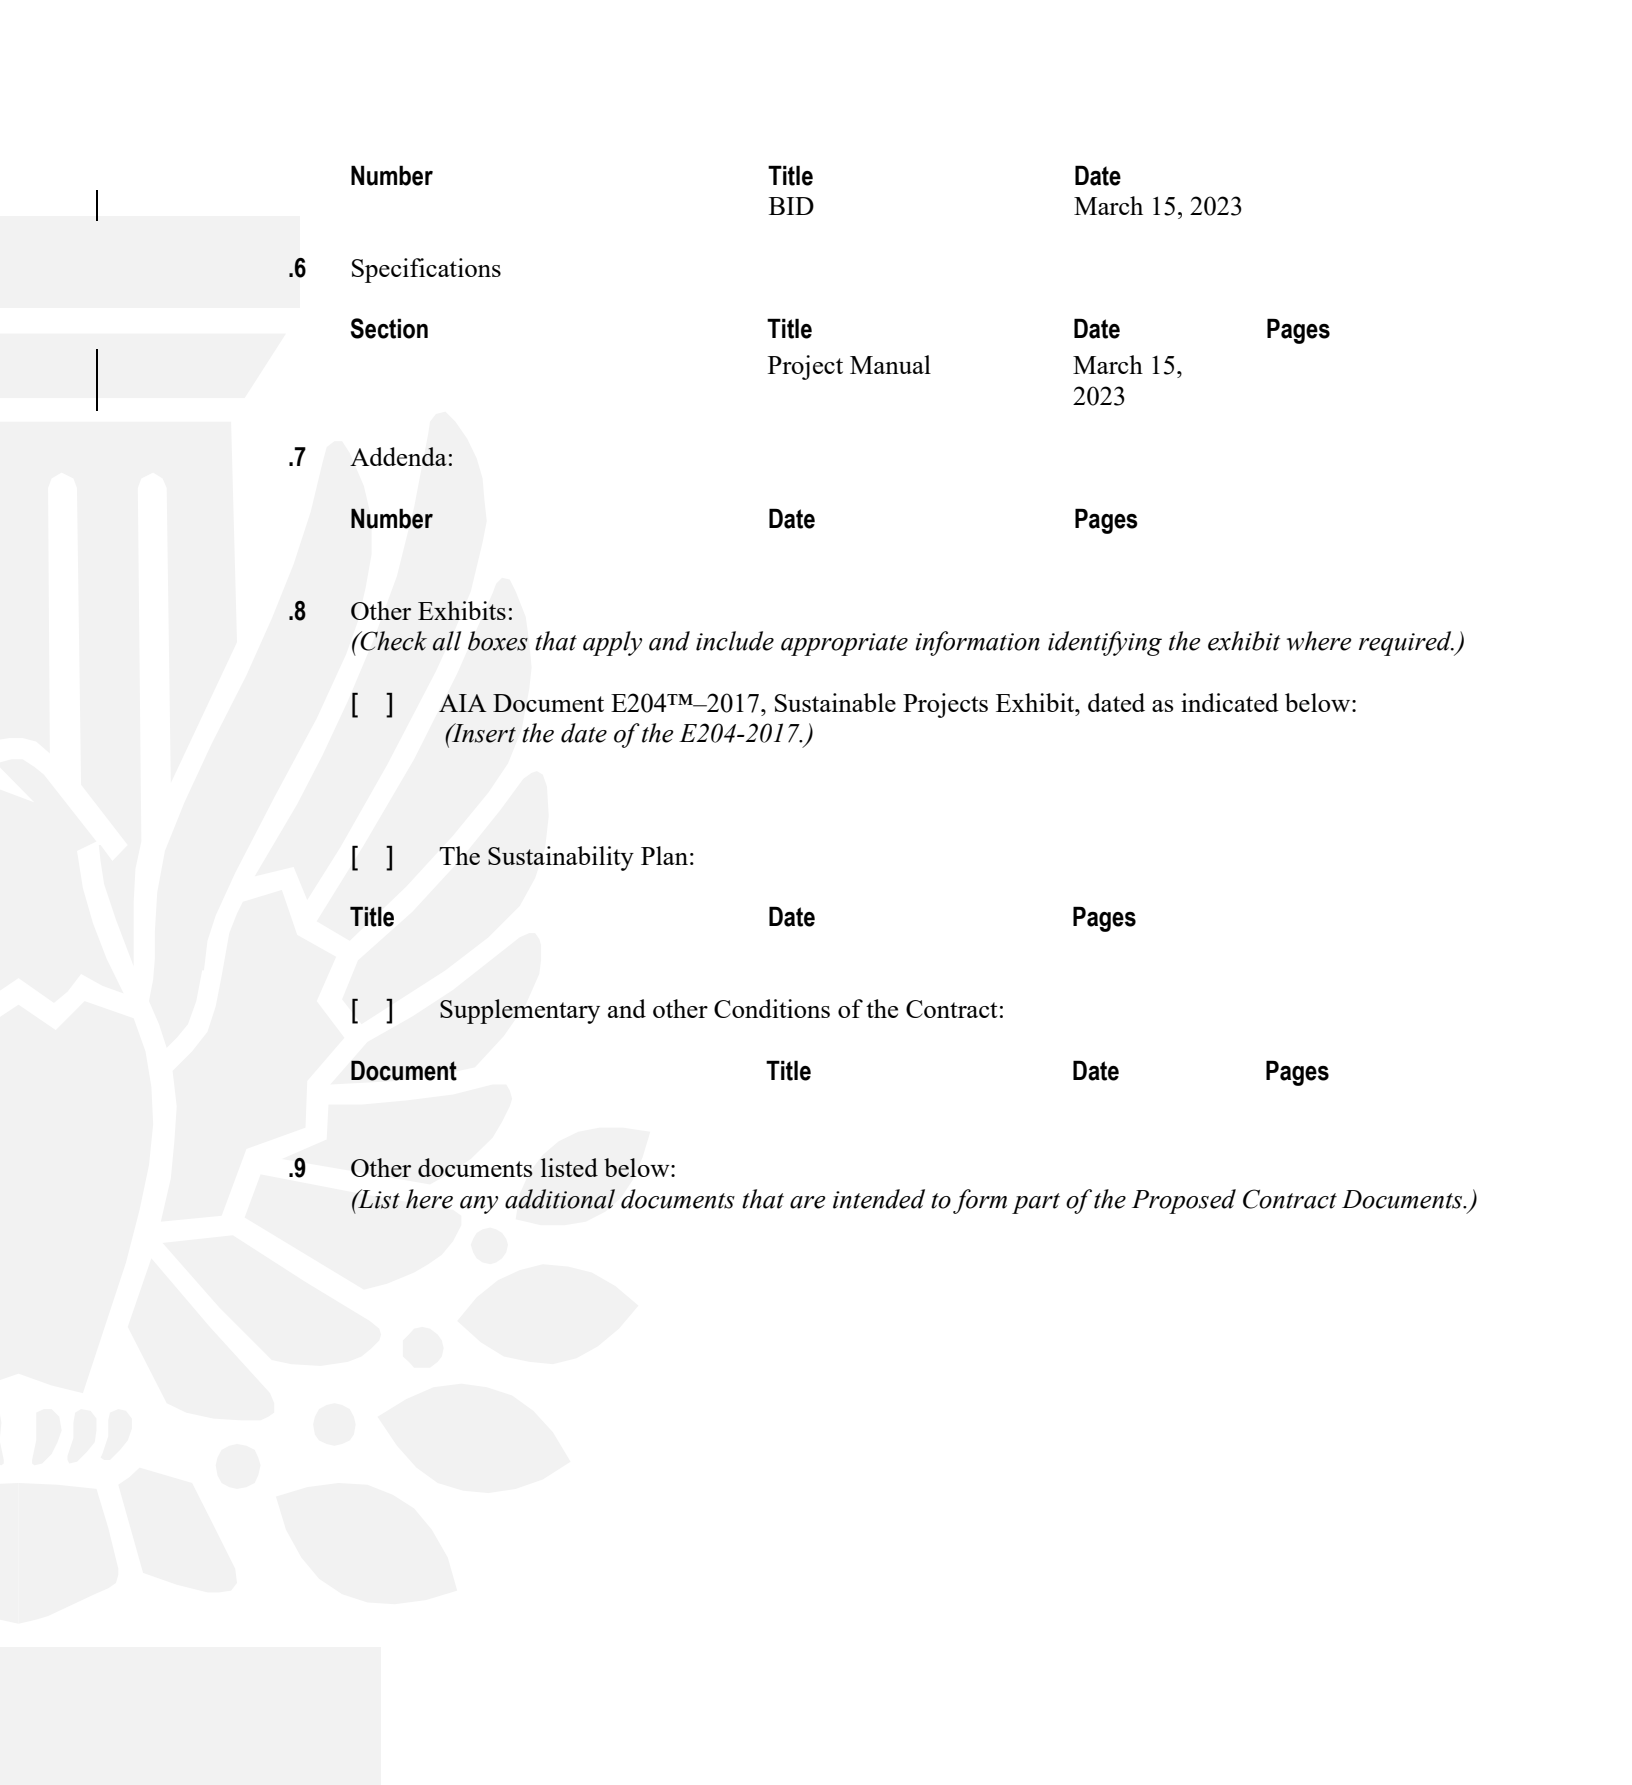 Number Title Date
BID March 15, 2023
.6 Specifications
Section Title Date Pages
Project Manual March 15,
2023
.7 Addenda:
Number Date Pages
.8 Other Exhibits:
(Check all boxes that apply and include appropriate information identifying the exhibit where required.)
[ ] AIA Document E204™–2017, Sustainable Projects Exhibit, dated as indicated below:
(Insert the date of the E204-2017.)
[ ] The Sustainability Plan:
Title Date Pages
[ ] Supplementary and other Conditions of the Contract:
Document Title Date Pages
.9 Other documents listed below:
(List here any additional documents that are intended to form part of the Proposed Contract Documents.)